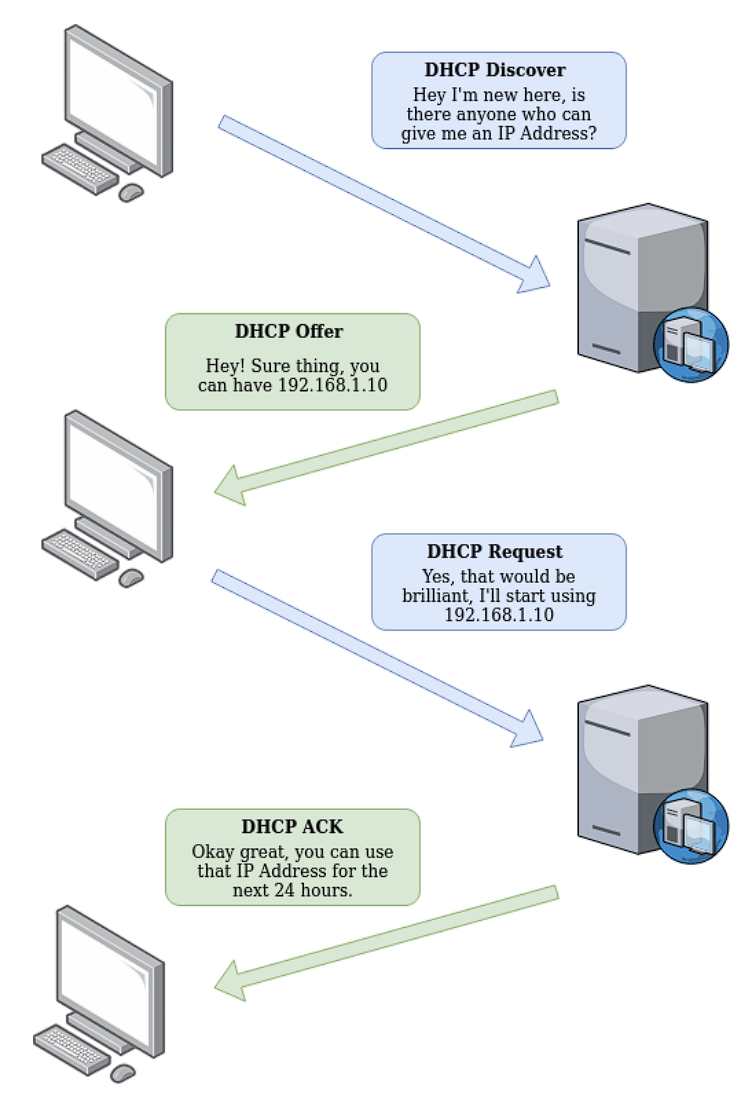 DHCP Discover
Hey I'm new here, is
there anyone who can
give me an IP Address?
DHCP Offer
Hey! Sure thing, you
can have 192.168.1.10
DHCP Request
Yes, that would be
brilliant, I'll start using
192.168.1.10
DHCP ACK
Okay great, you can use
that IP Address for the
next 24 hours.